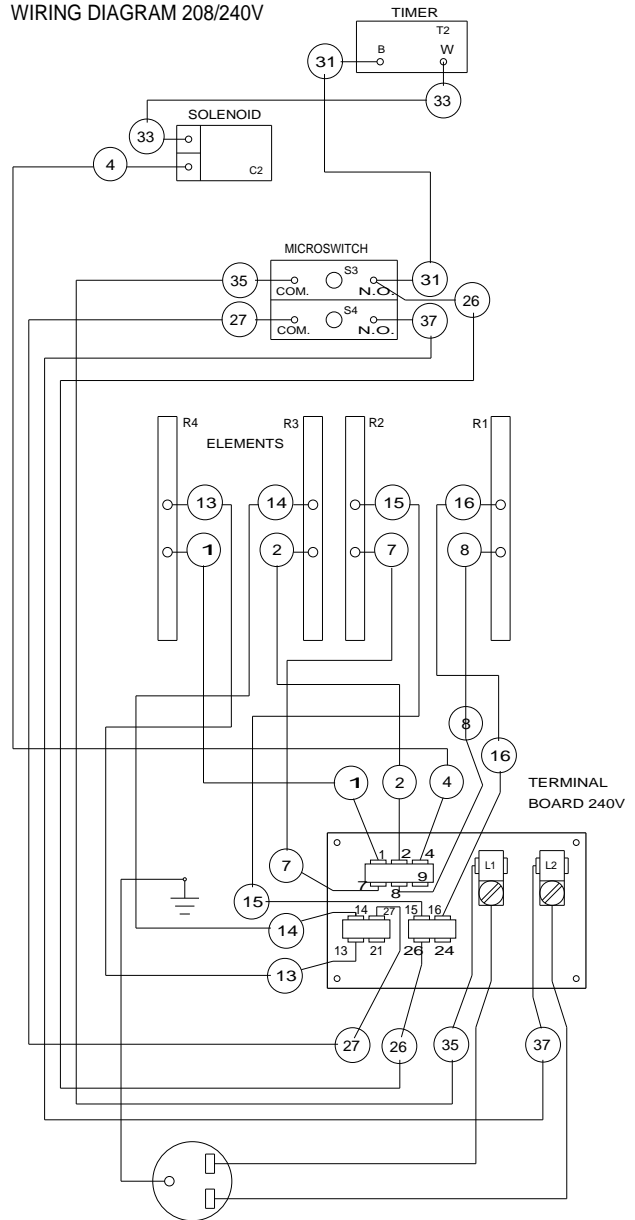 WIRING DIAGRAM 208/240V
TIMER
T2
B
W
31
33
SOLENOID
33
4
C2
MICROSWITCH
35
S3
31
COM.
N.O.
26
27
S4
37
COM.
N.O.
R4
R3
R2
R1
ELEMENTS
13
14
15
16
1
2
7
8
8
16
1
2
4
TERMINAL
BOARD 240V
1
2
4
L1
L2
7
7
8
9
15
14
14
27
15
16
13
21
26
24
13
27
26
35
37